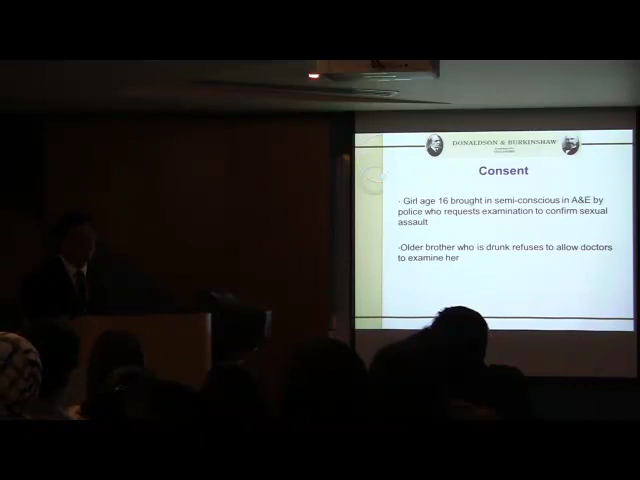 DONALDSON & BURKINSHAW
Consent
· Girl age 16 brought in semi-conscious in A&E by
police who requests examination to confirm sexual
assault
·Older brother who is drunk refuses to allow doctors
to examine her